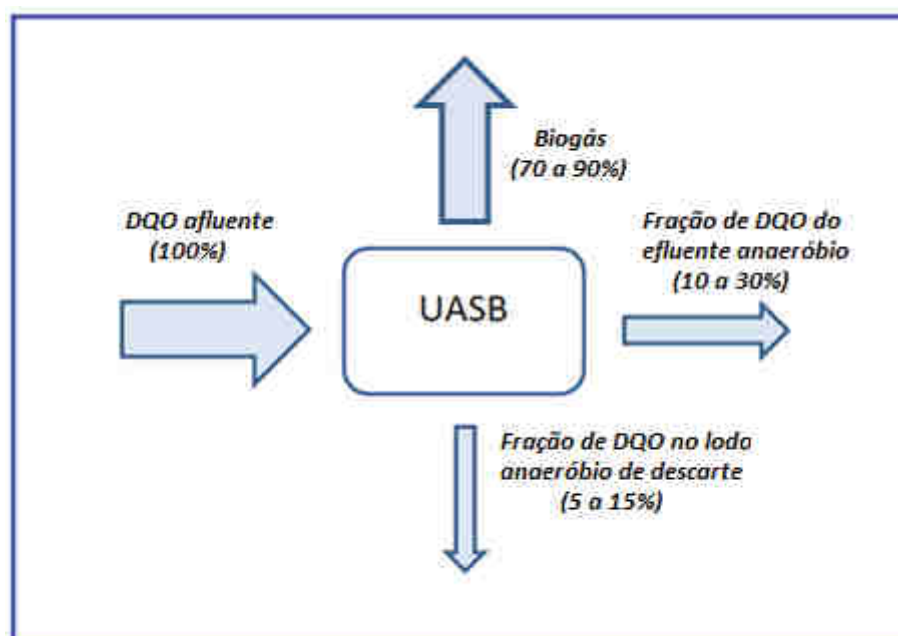 Biogás
(70 a 90%)
DQO afluente
(100%)
Fração de DQO do
efluente anaeróbio
(10 a 30%)
UASB
Fração de DQO no lodo
anaeróbio de descarte
(5 a 15%)